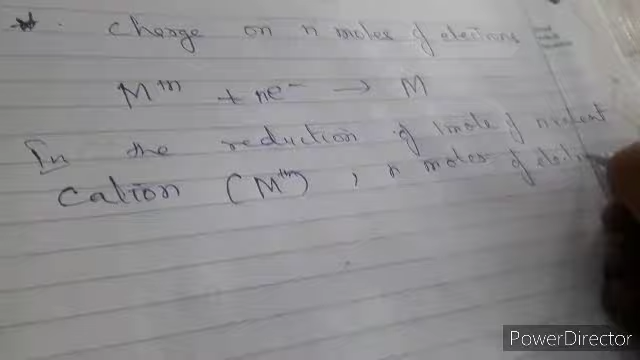 * . Charge on n moles of electrons
M⁺ⁿ + ne⁻ → M
In the reduction of 1 mole of n valent
cation (M⁺ⁿ), n moles of
PowerDirector